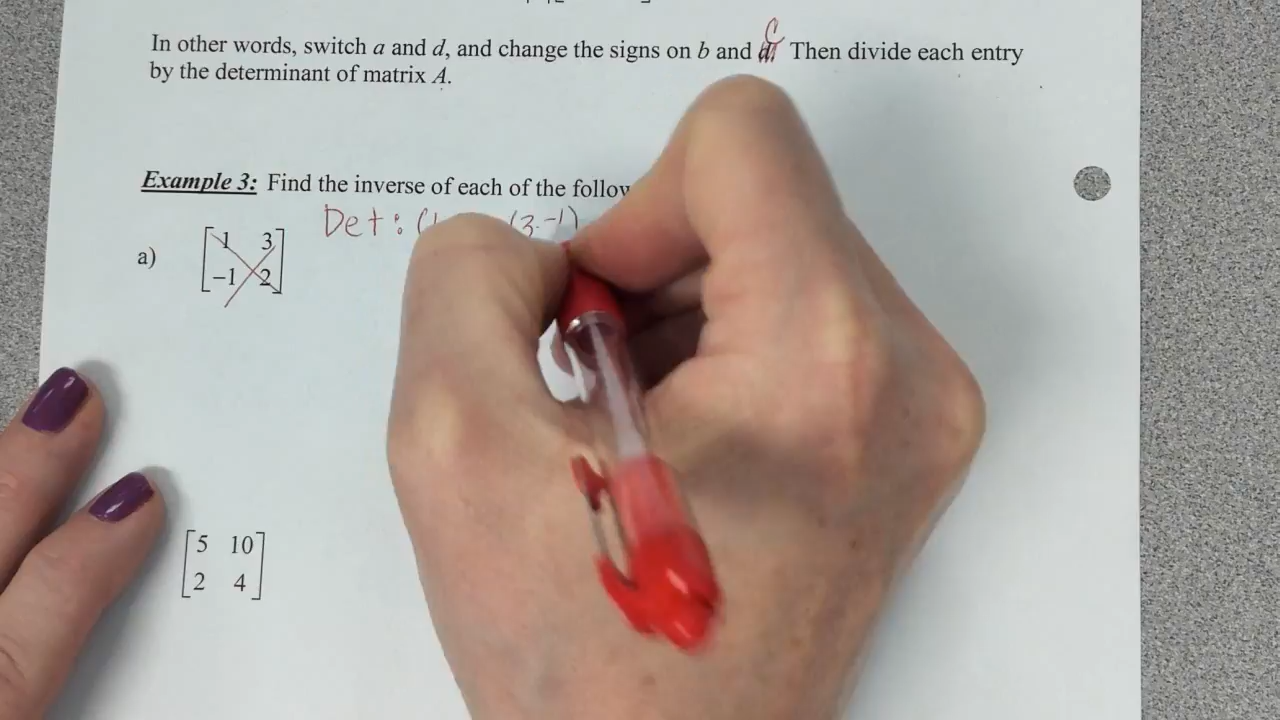 In other words, switch a and d, and change the signs on b and c Then divide each entry
by the determinant of matrix A.
Example 3: Find the inverse of each of the
Det: ( (3·-1)
a)
1 3
-1 2
5 10
2 4